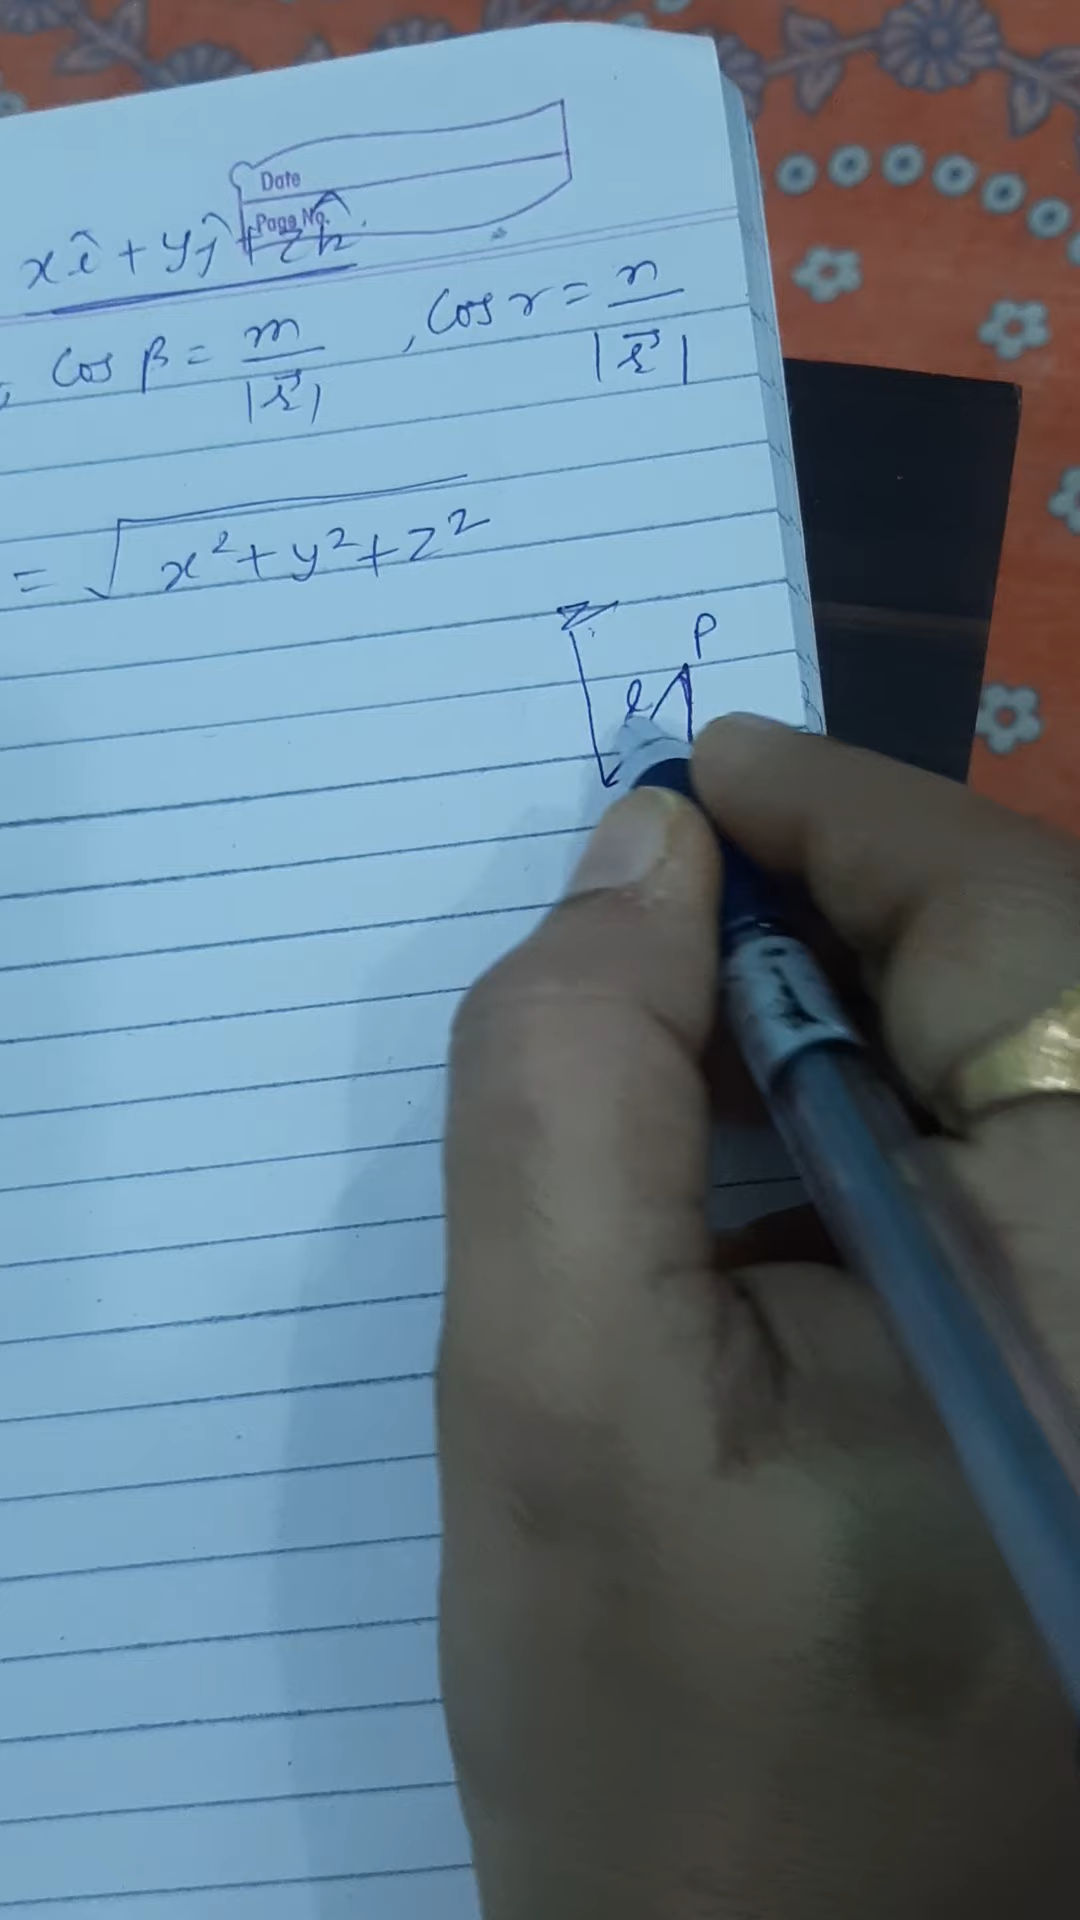 Date
Page No.
xî + yĵ + zk̂.
, Cos β = m/|r⃗| , Cos r = n/|r⃗|
= √x²+y²+z²
Z
P